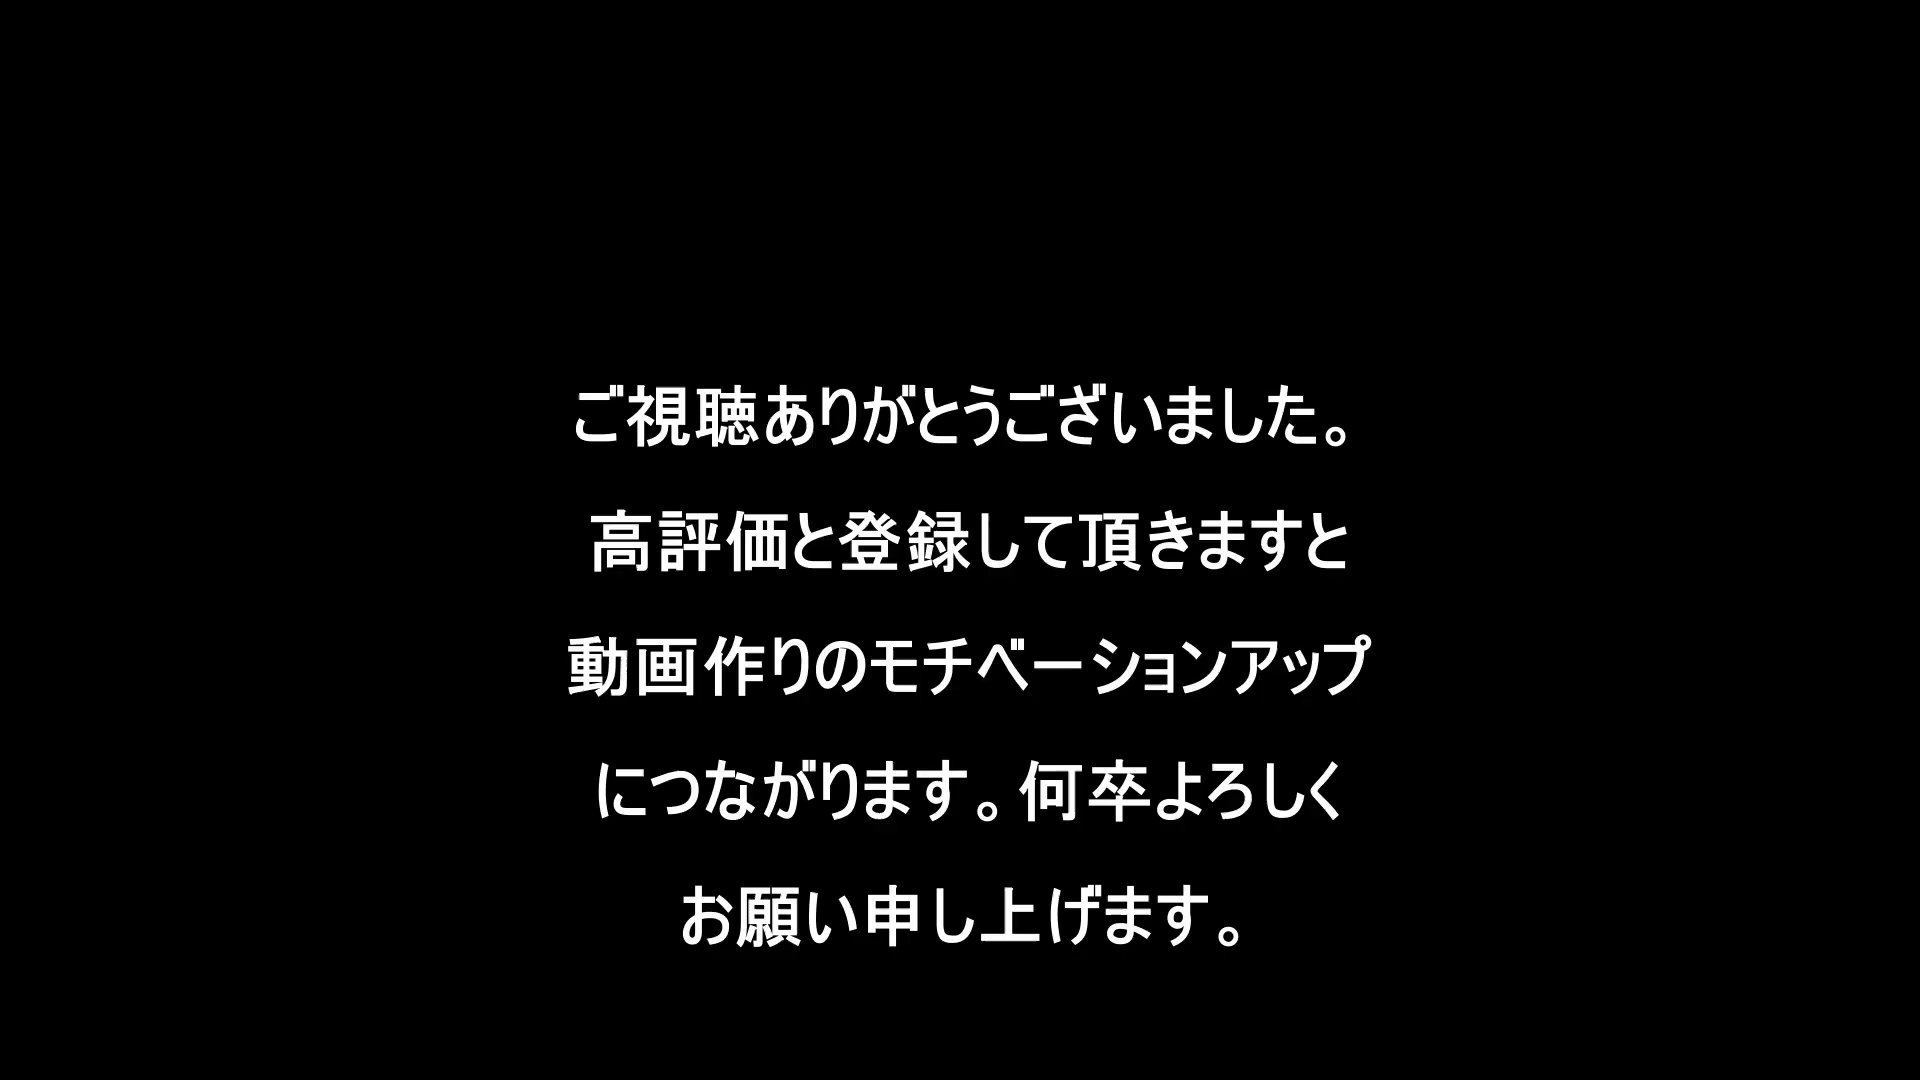 ご視聴ありがとうございました。
高評価と登録して頂きますと
動画作りのモチベーションアップ
につながります。何卒よろしく
お願い申し上げます。